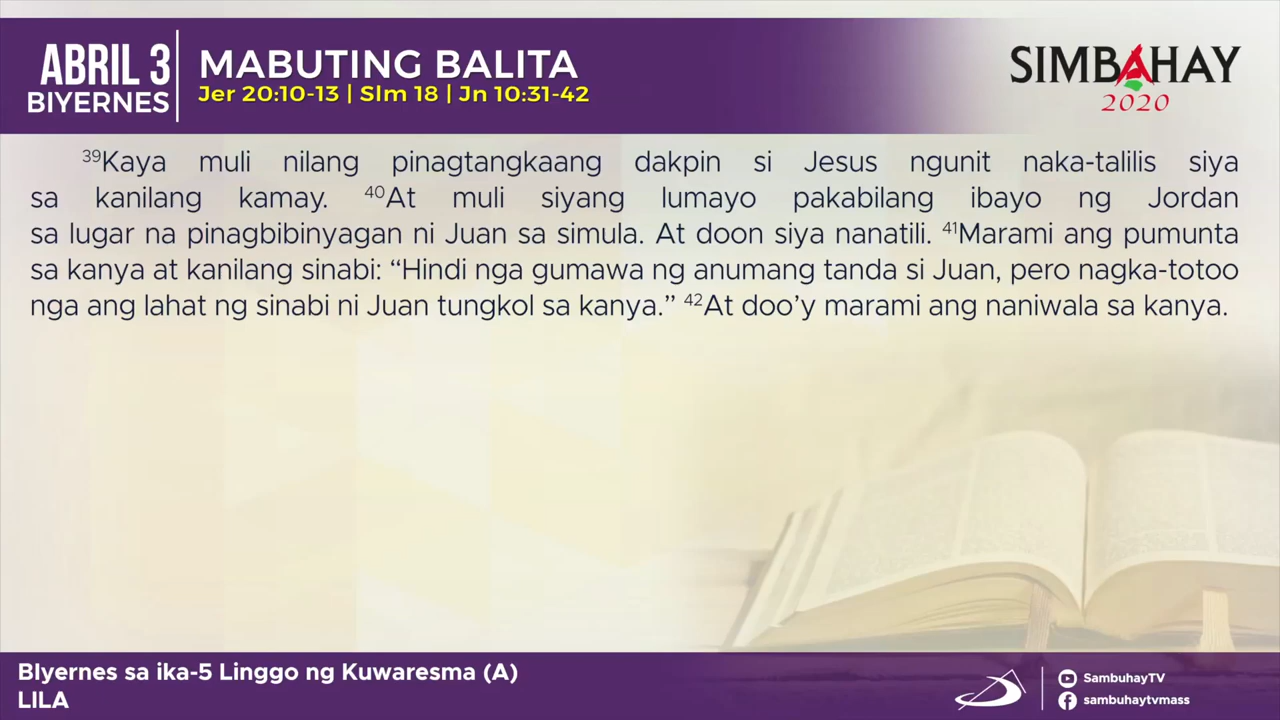 ABRIL 3
BIYERNES
MABUTING BALITA
Jer 20:10-13 | Slm 18 | Jn 10:31-42
SIMBAHAY
2020
³⁹Kaya muli nilang pinagtangkaang dakpin si Jesus ngunit naka-talilis siya
sa kanilang kamay. ⁴⁰At muli siyang lumayo pakabilang ibayo ng Jordan
sa lugar na pinagbibinyagan ni Juan sa simula. At doon siya nanatili. ⁴¹Marami ang pumunta
sa kanya at kanilang sinabi: “Hindi nga gumawa ng anumang tanda si Juan, pero nagka-totoo
nga ang lahat ng sinabi ni Juan tungkol sa kanya.” ⁴²At doo’y marami ang naniwala sa kanya.
BIyernes sa ika-5 Linggo ng Kuwaresma (A)
LILA
SambuhayTV
sambuhaytvmass